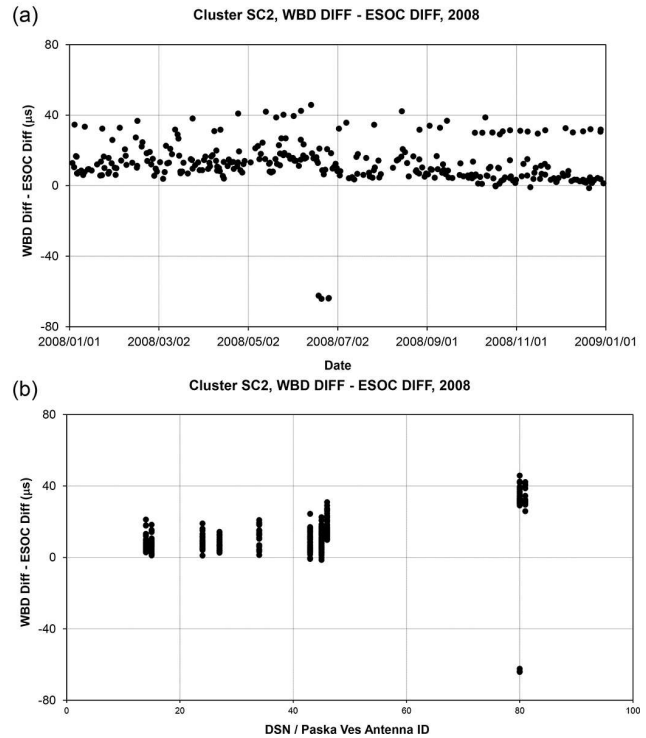 (a)
Cluster SC2, WBD DIFF - ESOC DIFF, 2008
WBD Diff - ESOC Diff (μs)
80
40
0
-40
-80
2008/01/01 2008/03/02 2008/05/02 2008/07/02 2008/09/01 2008/11/01 2009/01/01
Date
(b)
Cluster SC2, WBD DIFF - ESOC DIFF, 2008
WBD Diff - ESOC Diff (μs)
80
40
0
-40
-80
0 20 40 60 80 100
DSN / Paska Ves Antenna ID